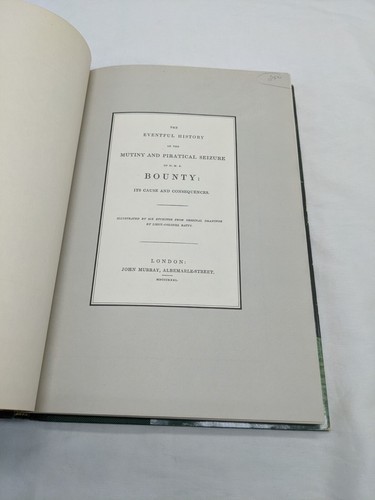 THE
EVENTFUL HISTORY
OF THE
MUTINY AND PIRATICAL SEIZURE
OF H.M.S.
BOUNTY:
ITS CAUSE AND CONSEQUENCES.
ILLUSTRATED BY SIX ETCHINGS FROM ORIGINAL DRAWINGS
BY LIEUT-COLONEL BATTY.
LONDON:
JOHN MURRAY, ALBEMARLE-STREET.